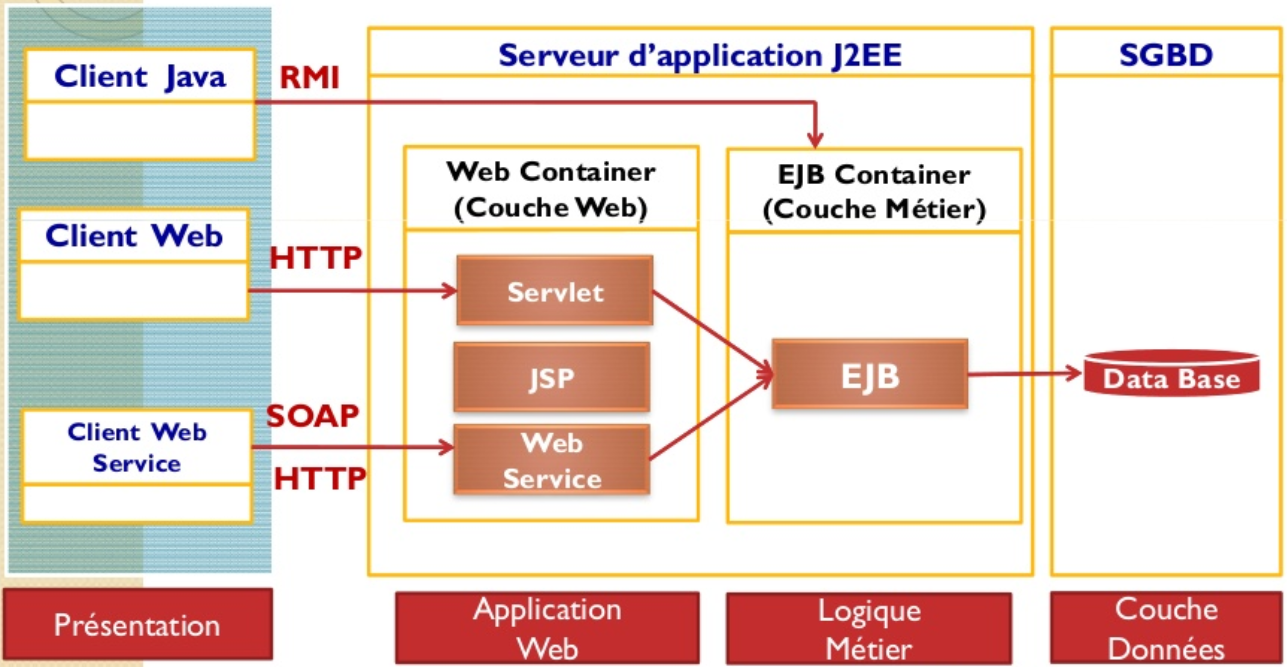 Client Java
RMI
Serveur d’application J2EE
SGBD
Web Container
(Couche Web)
EJB Container
(Couche Métier)
Client Web
HTTP
Servlet
JSP
EJB
Data Base
Client Web
Service
SOAP
HTTP
Web
Service
Présentation
Application
Web
Logique
Métier
Couche
Données